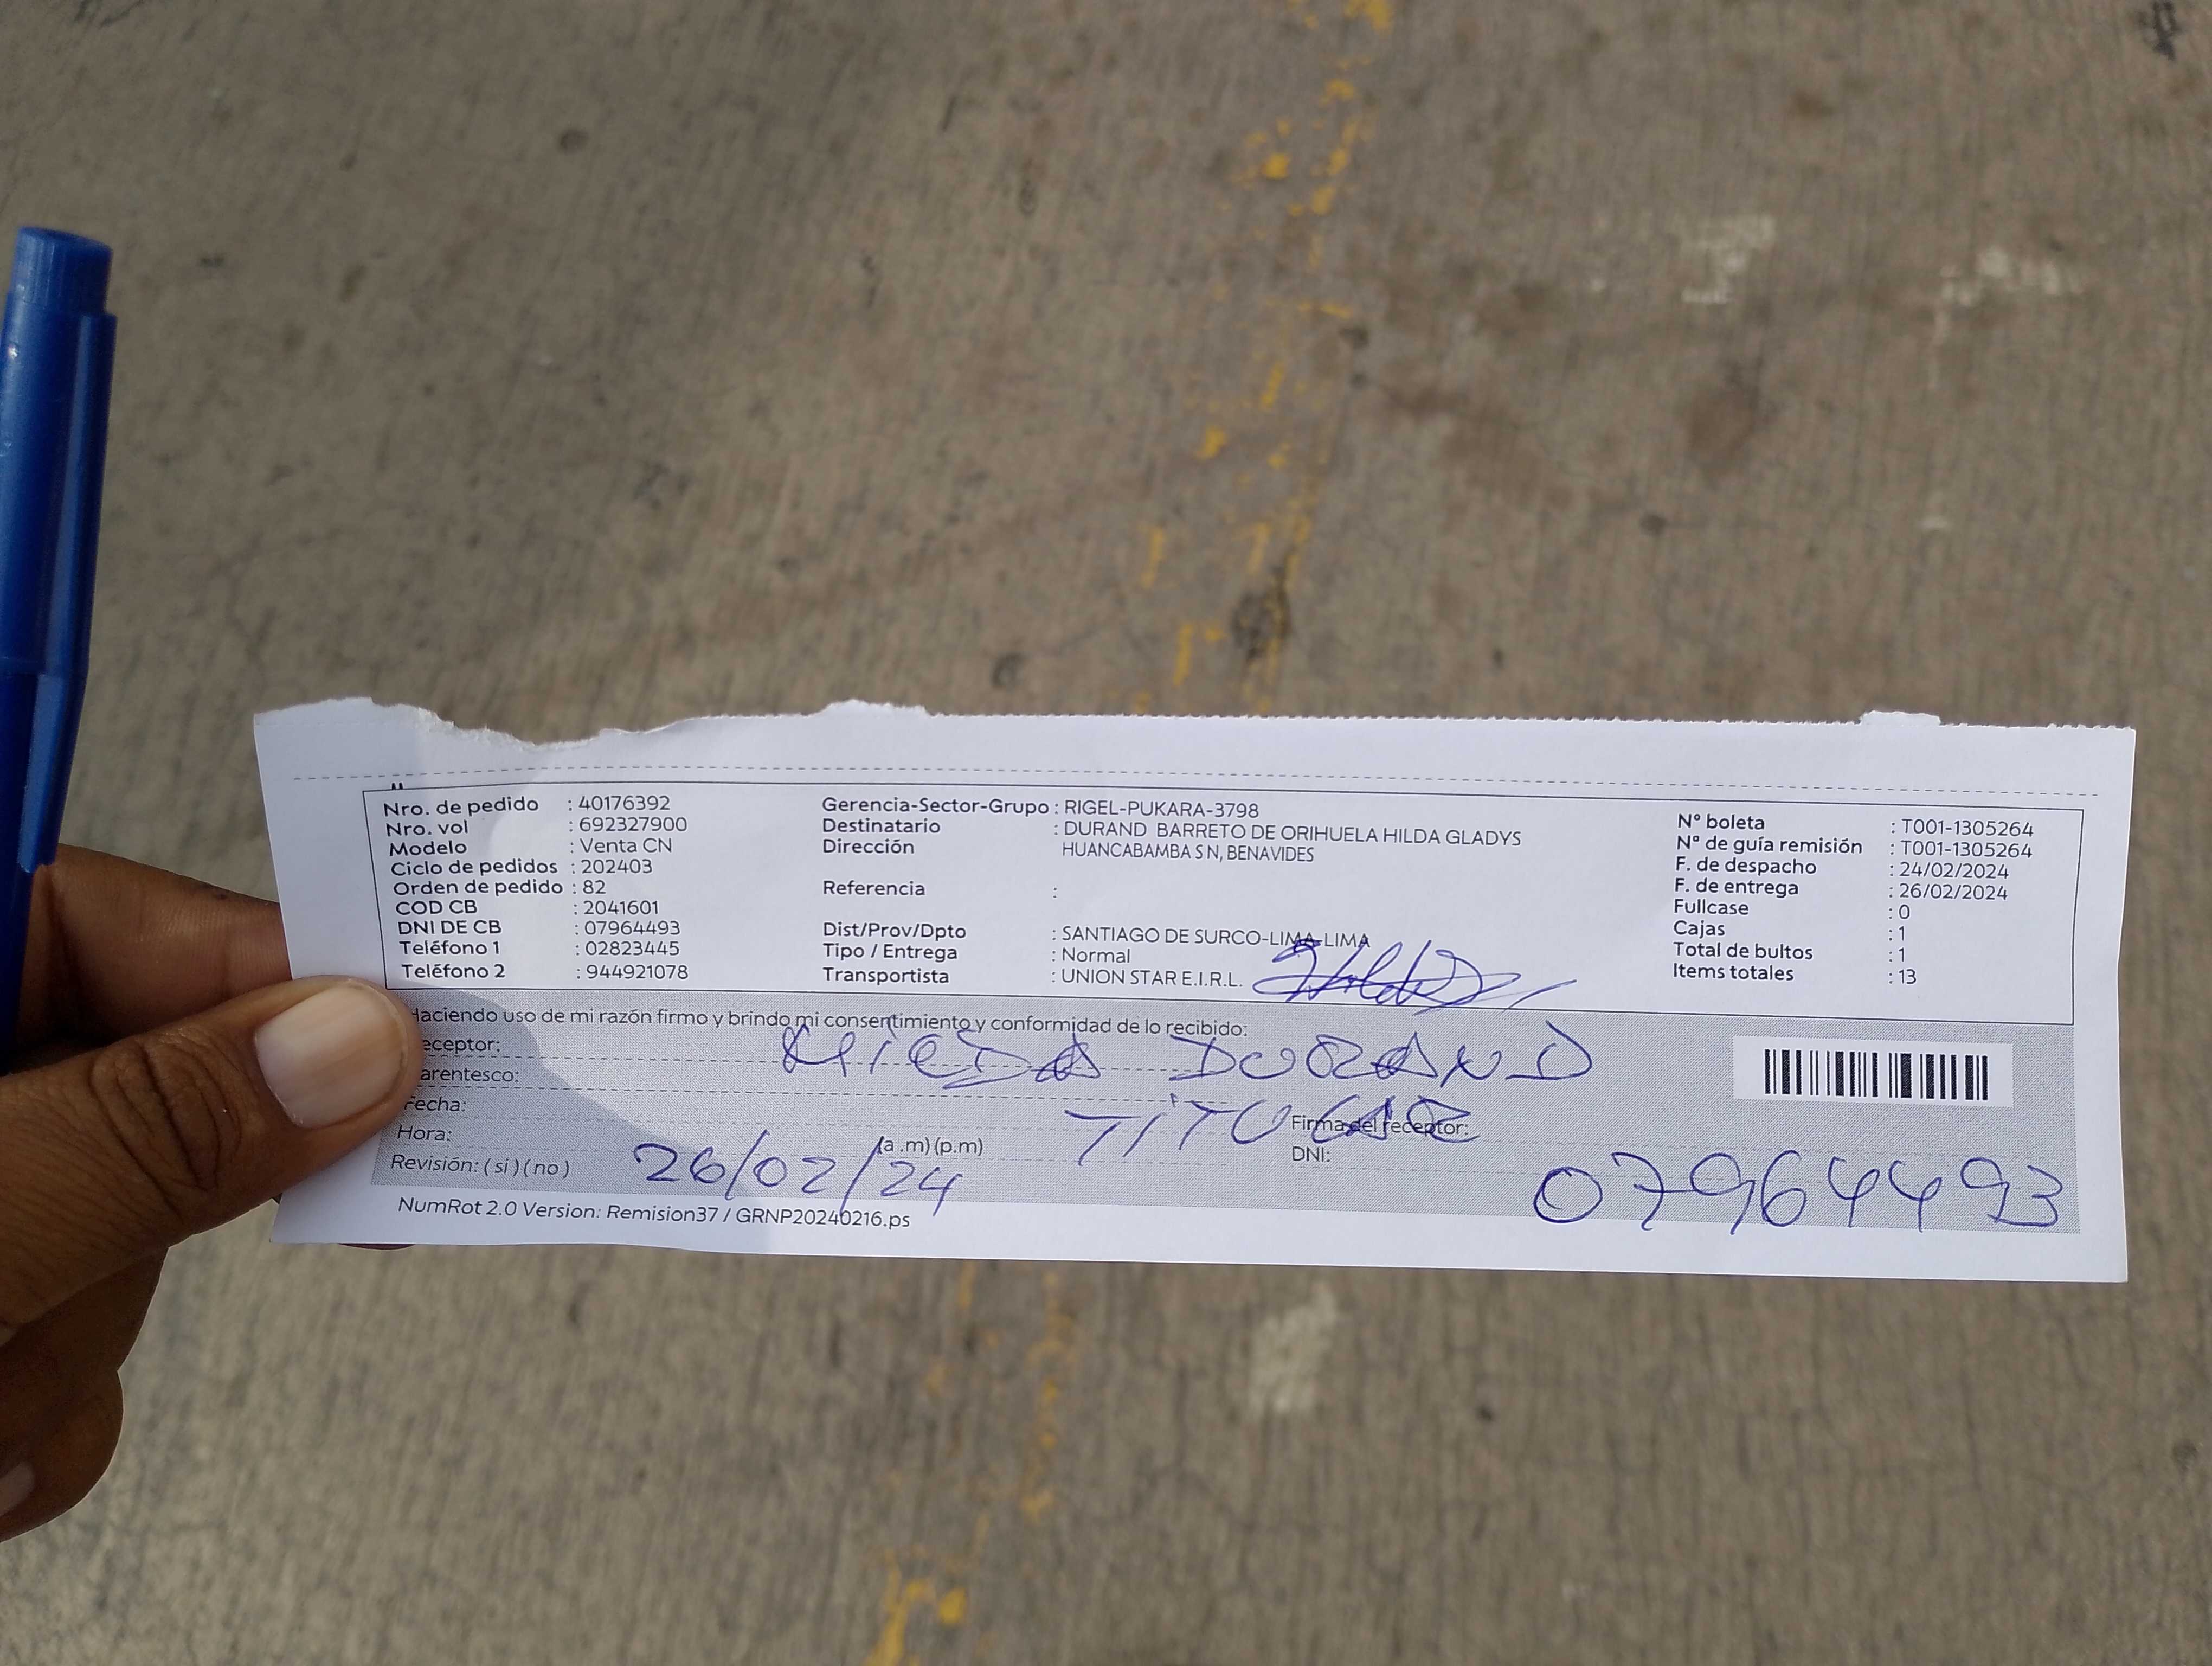 Nro. de pedido : 40176392
Nro. vol : 692327900
Modelo : Venta CN
Ciclo de pedidos : 202403
Orden de pedido : 82
COD CB : 2041601
DNI DE CB : 07964493
Teléfono 1 : 02823445
Teléfono 2 : 944921078
Gerencia-Sector-Grupo : RIGEL-PUKARA-3798
Destinatario : DURAND BARRETO DE ORIHUELA HILDA GLADYS
Dirección HUANCABAMBA S N, BENAVIDES
Referencia :
Dist/Prov/Dpto : SANTIAGO DE SURCO-LIMA-LIMA
Tipo / Entrega : Normal
Transportista : UNION STAR E.I.R.L.
N° boleta : T001-1305264
Nª de guía remisión : T001-1305264
F. de despacho : 24/02/2024
F. de entrega : 26/02/2024
Fullcase : 0
Cajas : 1
Total de bultos : 1
Items totales : 13
Haciendo uso de mi razón firmo y brindo mi consentimiento y conformidad de lo recibido:
eceptor: HILDA DURAND
arentesco: TITULAR
Fecha: 26/02/24
Hora: (a .m) (p.m)
Revisión: ( si ) ( no )
Firma del receptor:
DNI: 07964493
NumRot 2.0 Version: Remision37 / GRNP20240216.ps